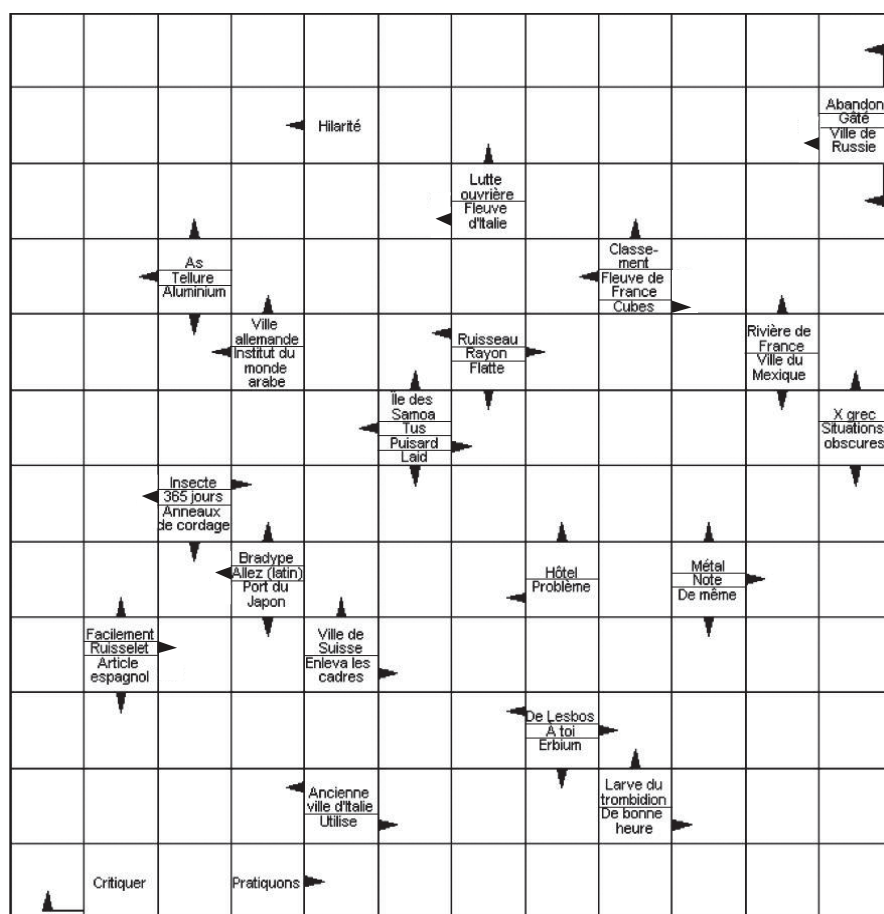 Hilarité
Abandon
Gâté
Ville de
Russie
Lutte
ouvrière
Fleuve
d'Italie
As
Tellure
Aluminium
Classe-
ment
Fleuve de
France
Cubes
Ville
allemande
Institut du
monde
arabe
Ruisseau
Rayon
Flatte
Rivière de
France
Ville du
Mexique
Île des
Samoa
Tus
Puisard
Laid
X grec
Situations
obscures
Insecte
365 jours
Anneaux
de cordage
Bradype
Allez (latin)
Port du
Japon
Hôtel
Problème
Métal
Note
De même
Facilement
Ruisselet
Article
espagnol
Ville de
Suisse
Enleva les
cadres
De Lesbos
À toi
Erbium
Ancienne
ville d'Italie
Utilise
Larve du
trombidion
De bonne
heure
Critiquer
Pratiquons